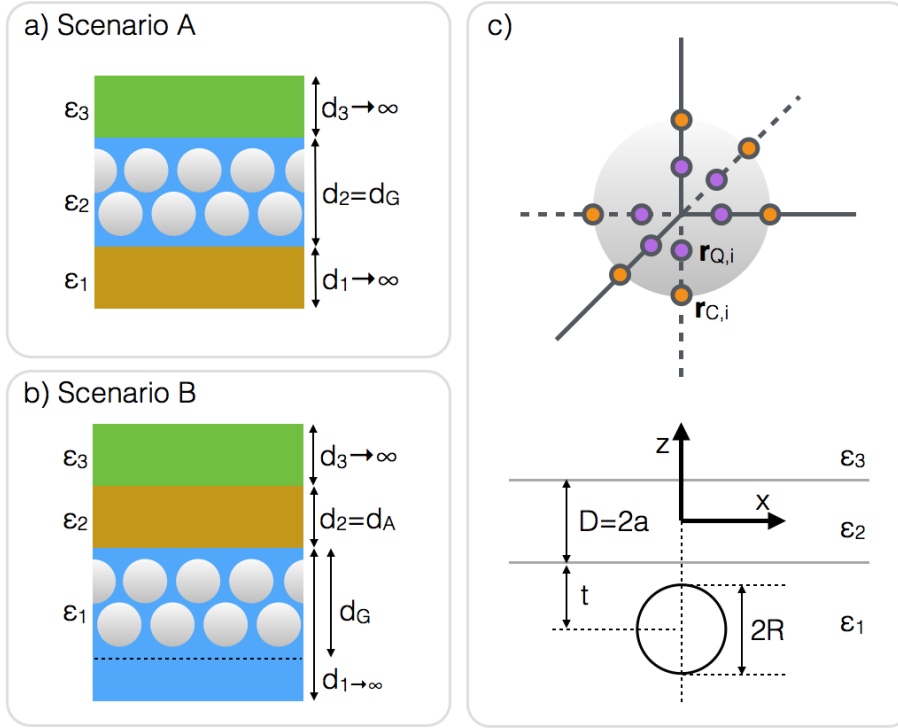 a) Scenario A
ε3
d3→∞
ε2
d2=dG
ε1
d1→∞
b) Scenario B
ε3
d3→∞
ε2
d2=dA
ε1
dG
d1→∞
c)
rQ,i
rC,i
z
ε3
D=2a
x
ε2
t
2R
ε1